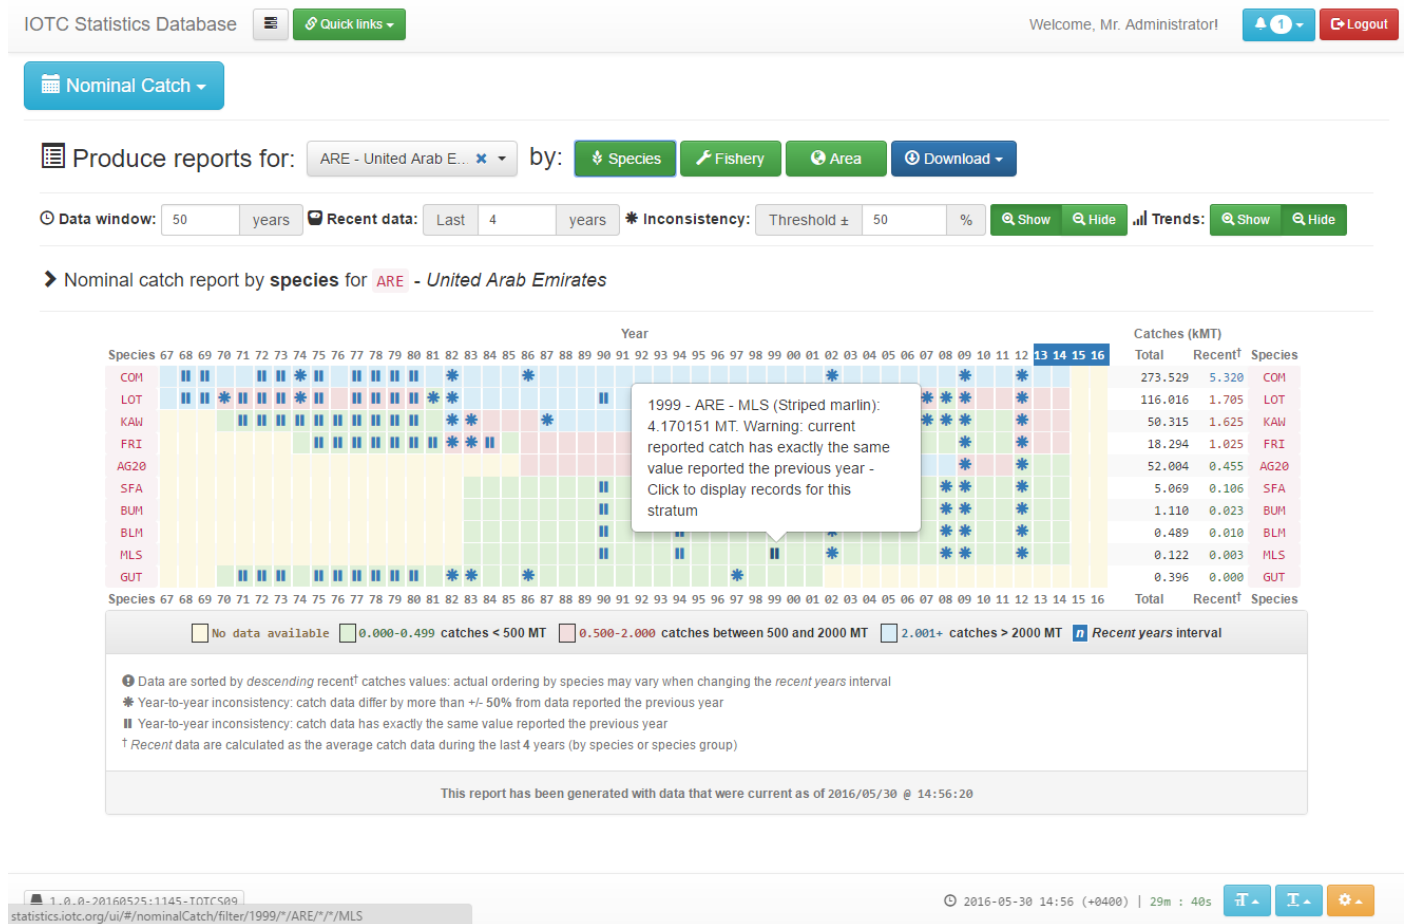 IOTC Statistics Database Quick links Welcome, Mr. Administrator! 1 Logout
Nominal Catch
Produce reports for: ARE - United Arab E... × by: Species Fishery Area Download
Data window: 50 years Recent data: Last 4 years Inconsistency: Threshold ± 50 % Show Hide Trends: Show Hide
Nominal catch report by species for ARE - United Arab Emirates
Year Catches (kMT)
Species 67 68 69 70 71 72 73 74 75 76 77 78 79 80 81 82 83 84 85 86 87 88 89 90 91 92 93 94 95 96 97 98 99 00 01 02 03 04 05 06 07 08 09 10 11 12 13 14 15 16 Total Recent† Species
COM 273.529 5.320 COM
LOT 116.016 1.705 LOT
KAW 50.315 1.625 KAW
FRI 18.294 1.025 FRI
AG20 52.004 0.455 AG20
SFA 5.069 0.106 SFA
BUM 1.110 0.023 BUM
BLM 0.489 0.010 BLM
MLS 0.122 0.003 MLS
GUT 0.396 0.000 GUT
1999 - ARE - MLS (Striped marlin):
4.170151 MT. Warning: current
reported catch has exactly the same
value reported the previous year -
Click to display records for this
stratum
Species 67 68 69 70 71 72 73 74 75 76 77 78 79 80 81 82 83 84 85 86 87 88 89 90 91 92 93 94 95 96 97 98 99 00 01 02 03 04 05 06 07 08 09 10 11 12 13 14 15 16 Total Recent† Species
No data available 0.000-0.499 catches < 500 MT 0.500-2.000 catches between 500 and 2000 MT 2.001+ catches > 2000 MT n Recent years interval
Data are sorted by descending recent† catches values: actual ordering by species may vary when changing the recent years interval
Year-to-year inconsistency: catch data differ by more than +/- 50% from data reported the previous year
Year-to-year inconsistency: catch data has exactly the same value reported the previous year
† Recent data are calculated as the average catch data during the last 4 years (by species or species group)
This report has been generated with data that were current as of 2016/05/30 @ 14:56:20
1.0.0-20160525:1145-IOTCS09 2016-05-30 14:56 (+0400) | 29m : 40s T T
statistics.iotc.org/ui/#/nominalCatch/filter/1999/*/ARE/*/*/MLS